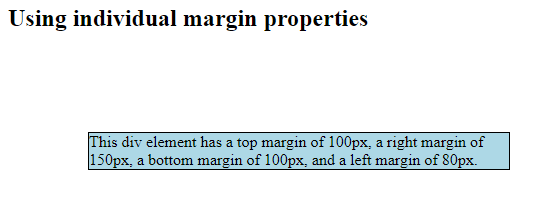 Using individual margin properties
This div element has a top margin of 100px, a right margin of
150px, a bottom margin of 100px, and a left margin of 80px.